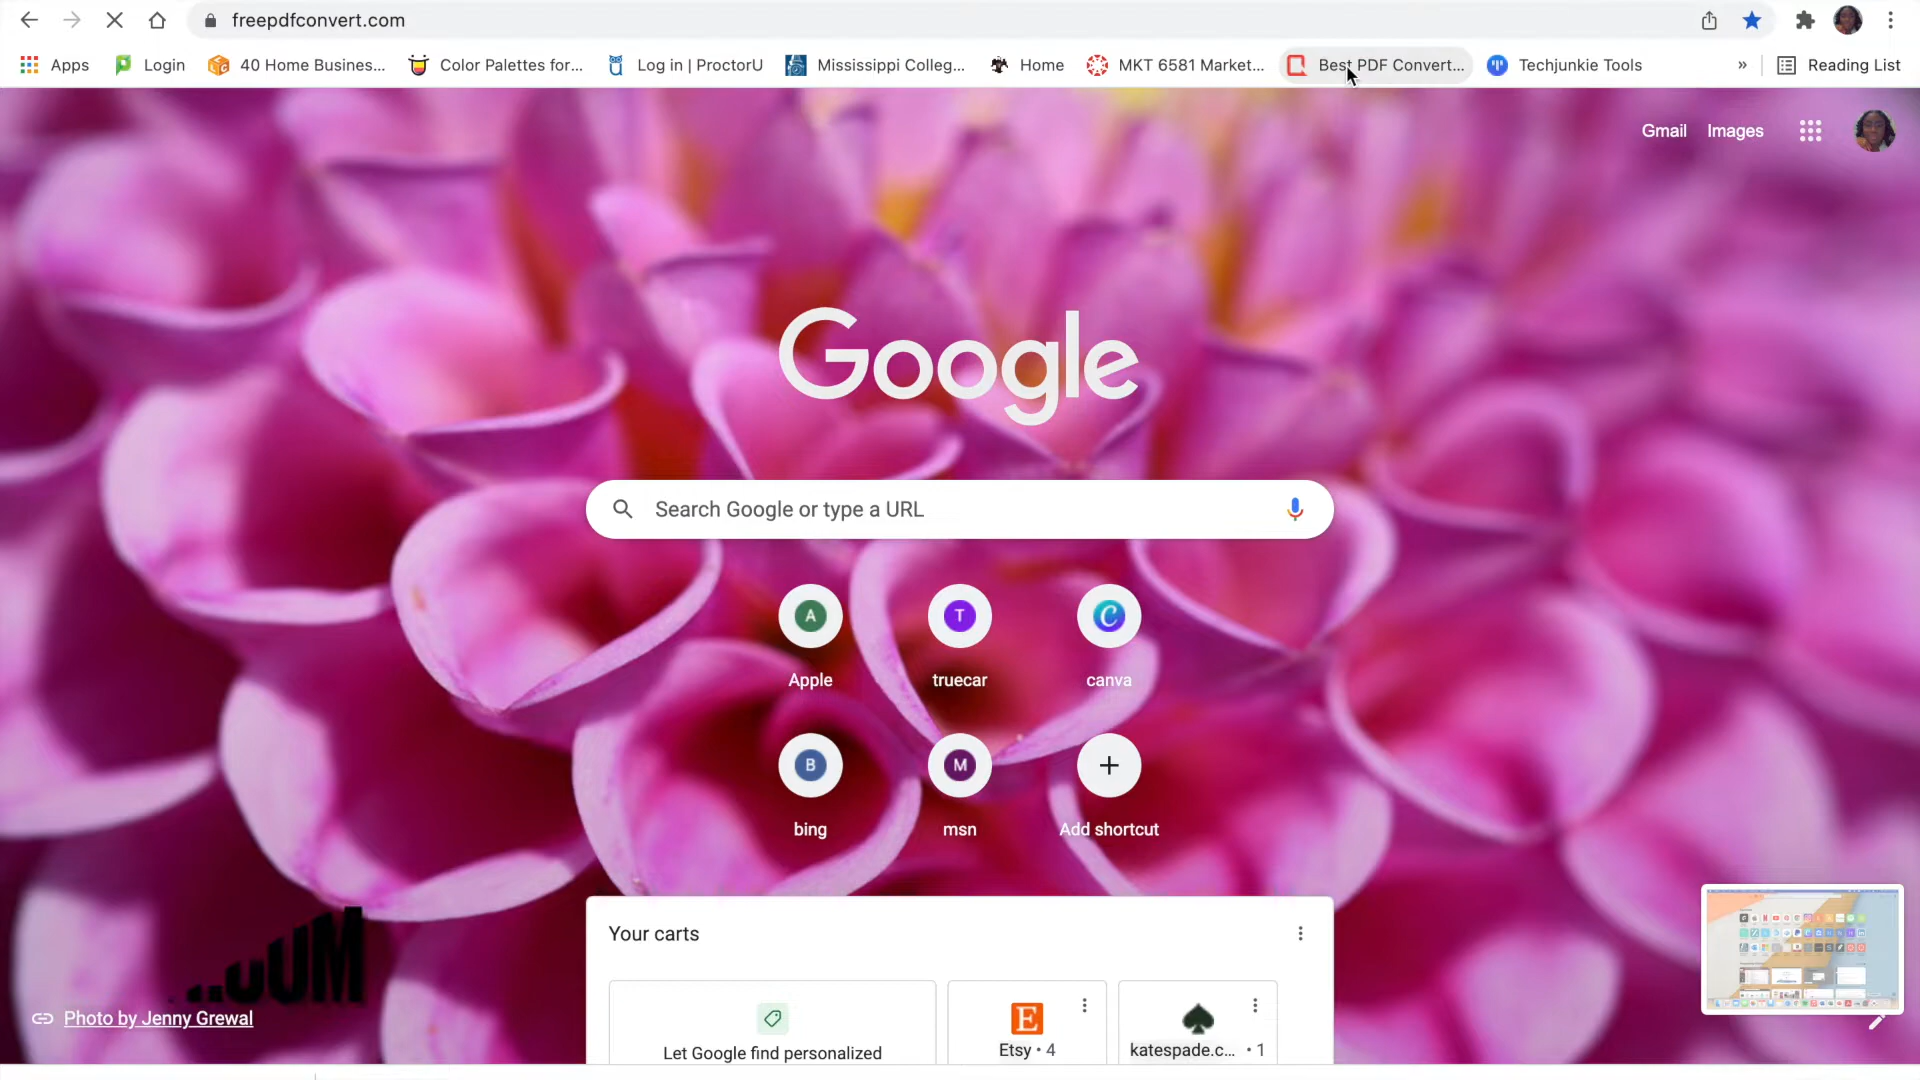 freepdfconvert.com
Apps Login 40 Home Busines... Color Palettes for... Log in | ProctorU Mississippi Colleg... Home MKT 6581 Market... Best PDF Convert... Techjunkie Tools » Reading List
Gmail Images
Google
Search Google or type a URL
A T C
Apple truecar canva
B M
bing msn Add shortcut
Your carts
E
Let Google find personalized
Etsy • 4
katespade.c... • 1
Photo by Jenny Grewal